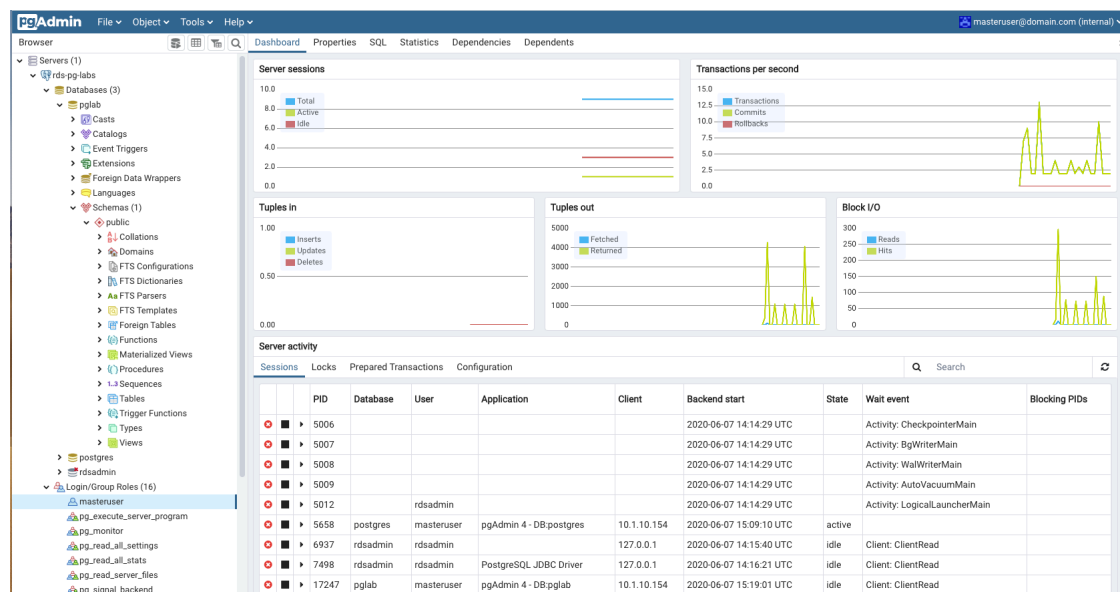 pgAdmin File Object Tools Help masteruser@domain.com (internal)
Browser
Dashboard Properties SQL Statistics Dependencies Dependents
Servers (1)
rds-pg-labs
Databases (3)
pglab
Casts
Catalogs
Event Triggers
Extensions
Foreign Data Wrappers
Languages
Schemas (1)
public
Collations
Domains
FTS Configurations
FTS Dictionaries
Aa FTS Parsers
FTS Templates
Foreign Tables
Functions
Materialized Views
Procedures
1..3 Sequences
Tables
Trigger Functions
Types
Views
postgres
rdsadmin
Login/Group Roles (16)
masteruser
pg_execute_server_program
pg_monitor
pg_read_all_settings
pg_read_all_stats
pg_read_server_files
pg_signal_backend
Server sessions
10.0
8.0
6.0
4.0
2.0
0.0
Total
Active
Idle
Transactions per second
15.0
12.5
10.0
7.5
5.0
2.5
0.0
Transactions
Commits
Rollbacks
Tuples in
1.00
0.50
0.00
Inserts
Updates
Deletes
Tuples out
5000
4000
3000
2000
1000
0
Fetched
Returned
Block I/O
300
250
200
150
100
50
0
Reads
Hits
Server activity
Sessions Locks Prepared Transactions Configuration Search
PID Database User Application Client Backend start State Wait event Blocking PIDs
5006 2020-06-07 14:14:29 UTC Activity: CheckpointerMain
5007 2020-06-07 14:14:29 UTC Activity: BgWriterMain
5008 2020-06-07 14:14:29 UTC Activity: WalWriterMain
5009 2020-06-07 14:14:29 UTC Activity: AutoVacuumMain
5012 rdsadmin 2020-06-07 14:14:29 UTC Activity: LogicalLauncherMain
5658 postgres masteruser pgAdmin 4 - DB:postgres 10.1.10.154 2020-06-07 15:09:10 UTC active
6937 rdsadmin rdsadmin 127.0.0.1 2020-06-07 14:15:40 UTC idle Client: ClientRead
7498 rdsadmin rdsadmin PostgreSQL JDBC Driver 127.0.0.1 2020-06-07 14:16:21 UTC idle Client: ClientRead
17247 pglab masteruser pgAdmin 4 - DB:pglab 10.1.10.154 2020-06-07 15:19:01 UTC idle Client: ClientRead